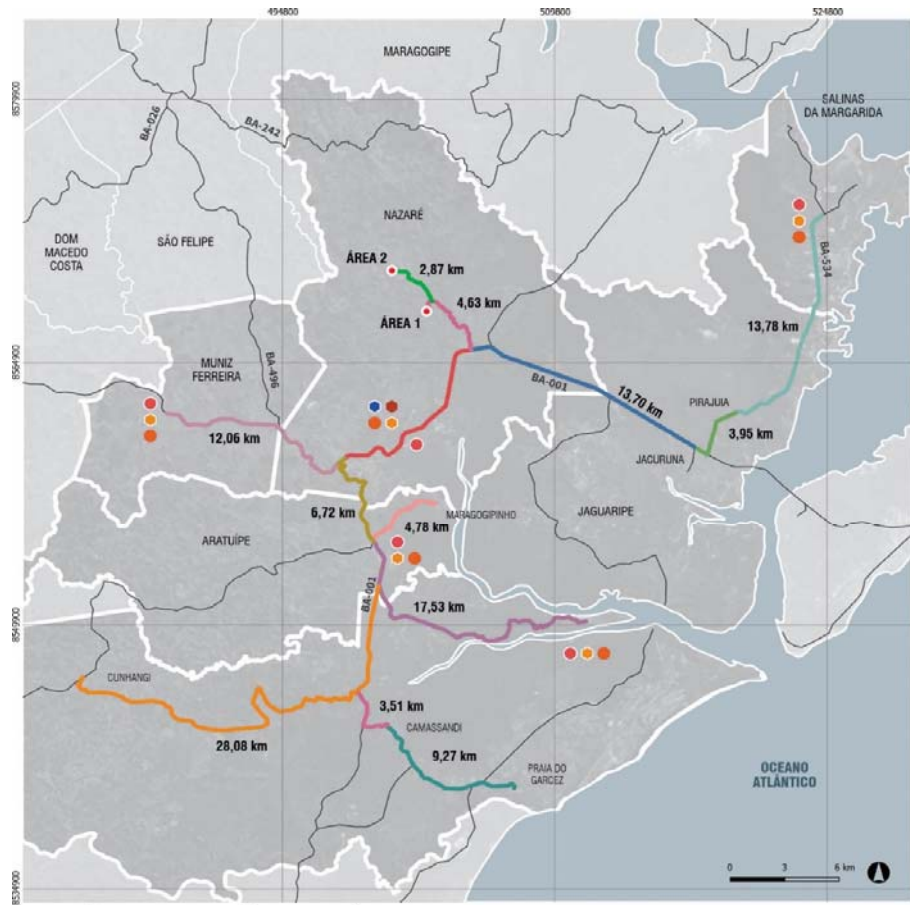 494800
509800
524800
8579900
8564900
8549900
8534900
MARAGOGIPE
SALINAS
DA MARGARIDA
BA-026
BA-242
NAZARÉ
DOM
MACEDO
COSTA
SÃO FELIPE
ÁREA 2
2,87 km
4,63 km
ÁREA 1
BA-534
13,78 km
MUNIZ
FERREIRA
BA-496
BA-001
13,70 km
PIRAJUIA
3,95 km
12,06 km
JACURUNA
6,72 km
MARAGOGIPINHO
4,78 km
JAGUARIPE
ARATUÍPE
BA-001
17,53 km
CUNHANGI
3,51 km
CAMASSANDI
28,08 km
9,27 km
PRAIA DO
GARCEZ
OCEANO
ATLÂNTICO
0 3 6 km